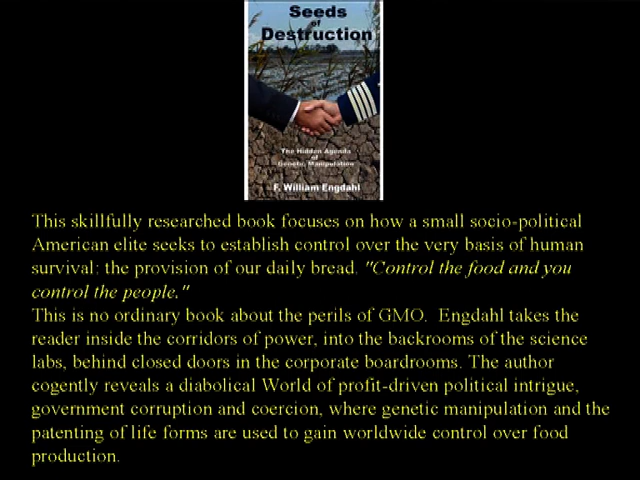 Seeds
of
Destruction
The Hidden Agenda
of
Genetic Manipulation
F. William Engdahl
This skillfully researched book focuses on how a small socio-political
American elite seeks to establish control over the very basis of human
survival: the provision of our daily bread. "Control the food and you
control the people."
This is no ordinary book about the perils of GMO.  Engdahl takes the
reader inside the corridors of power, into the backrooms of the science
labs, behind closed doors in the corporate boardrooms. The author
cogently reveals a diabolical World of profit-driven political intrigue,
government corruption and coercion, where genetic manipulation and the
patenting of life forms are used to gain worldwide control over food
production.